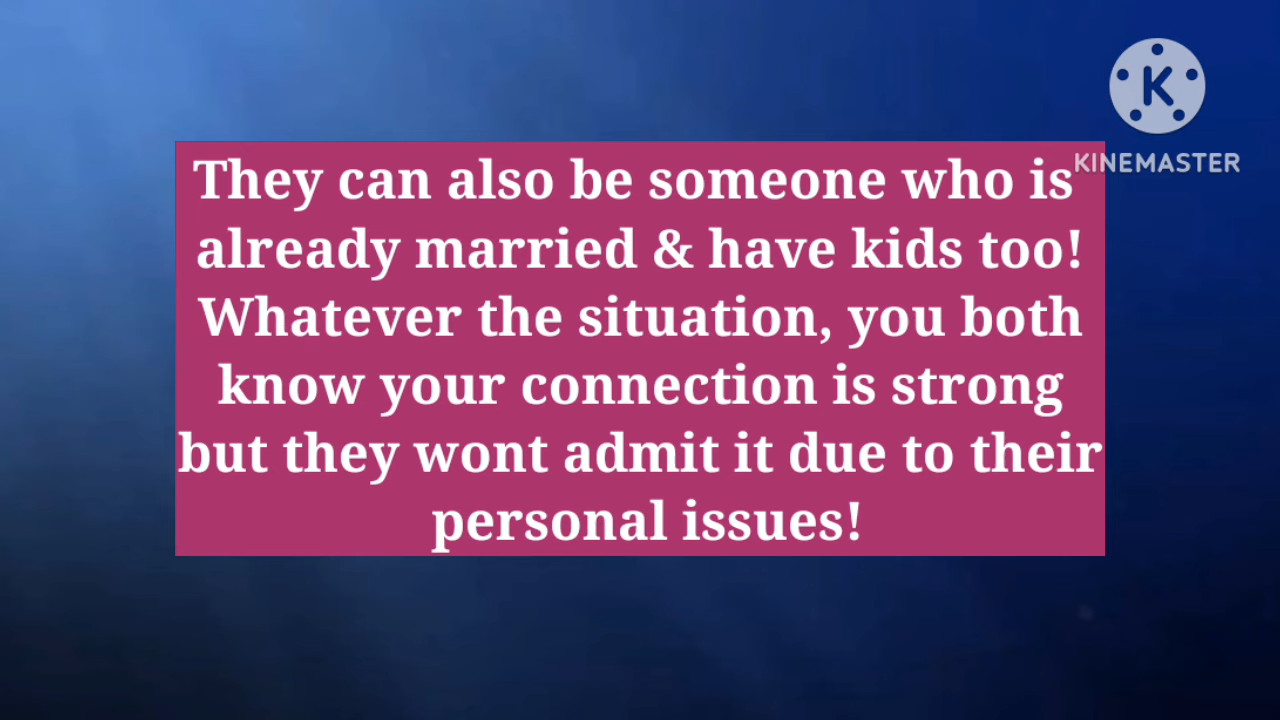 K
KINEMASTER
They can also be someone who is
already married & have kids too!
Whatever the situation, you both
know your connection is strong
but they wont admit it due to their
personal issues!